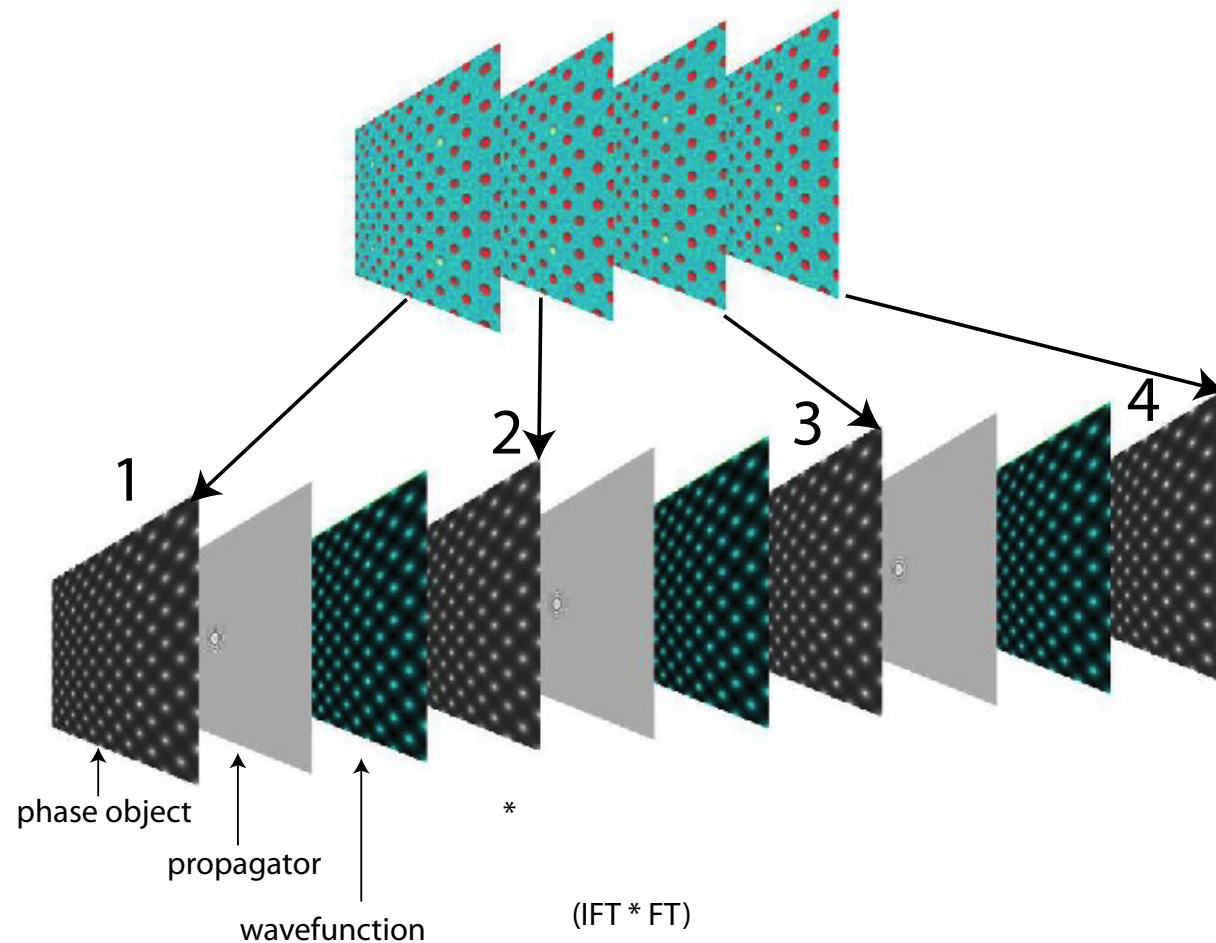 1
2
3
4
phase object
*
propagator
(IFT * FT)
wavefunction